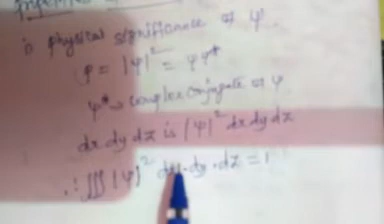 i) physical significance of ψ.
ρ = |ψ|² = ψψ*
ψ* → complex conjugate of ψ
dx dy dz is |ψ|² dx dy dz
∴ ∭ |ψ|² dx·dy·dz = 1